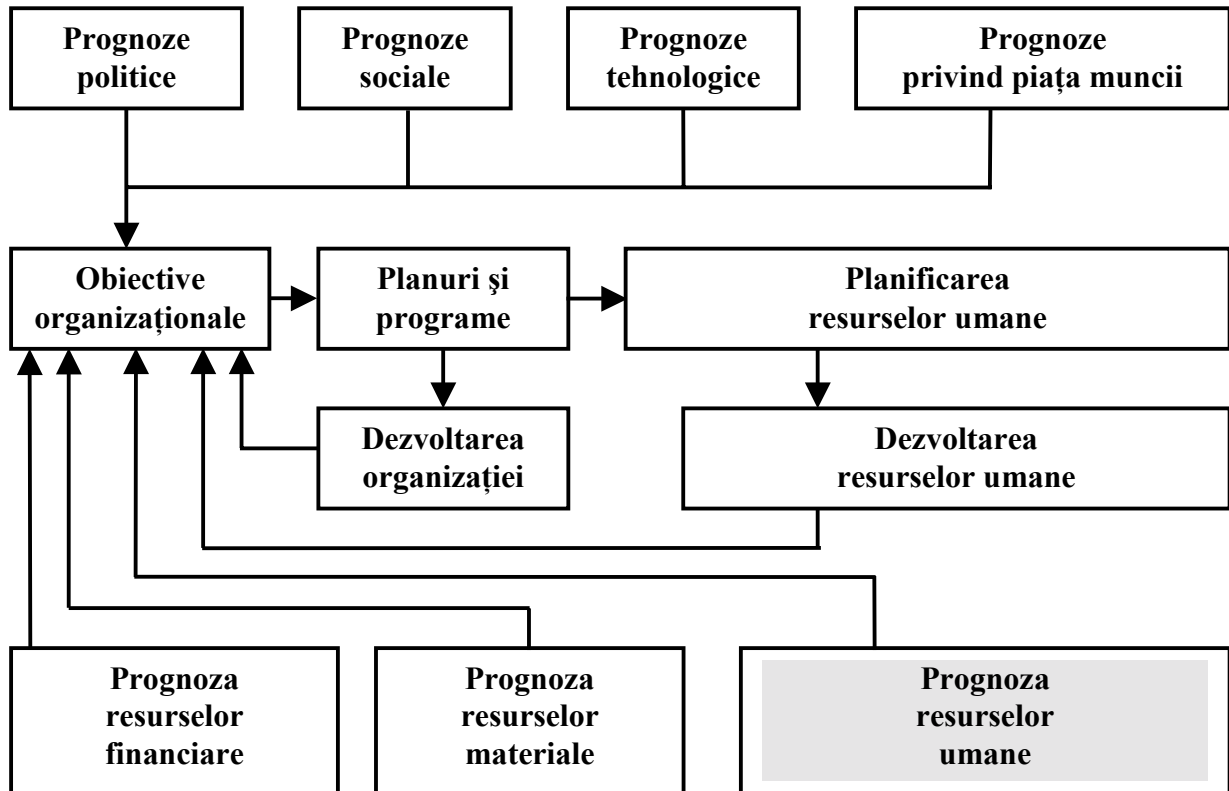 Prognoze
politice
Prognoze
sociale
Prognoze
tehnologice
Prognoze
privind piața muncii
Obiective
organizaționale
Planuri şi
programe
Planificarea
resurselor umane
Dezvoltarea
organizației
Dezvoltarea
resurselor umane
Prognoza
resurselor
financiare
Prognoza
resurselor
materiale
Prognoza
resurselor
umane